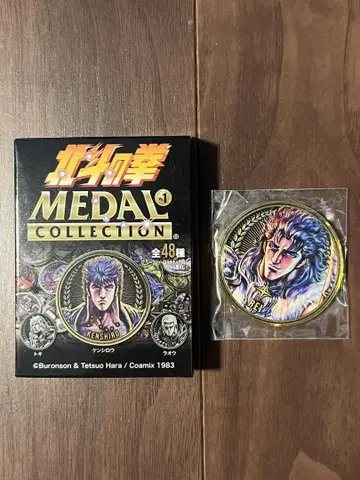 北斗の拳
MEDAL
COLLECTION®
全48種
KENSHIRO
トキ
ケンシロウ
ラオウ
©Buronson & Tetsuo Hara / Coamix 1983
REI